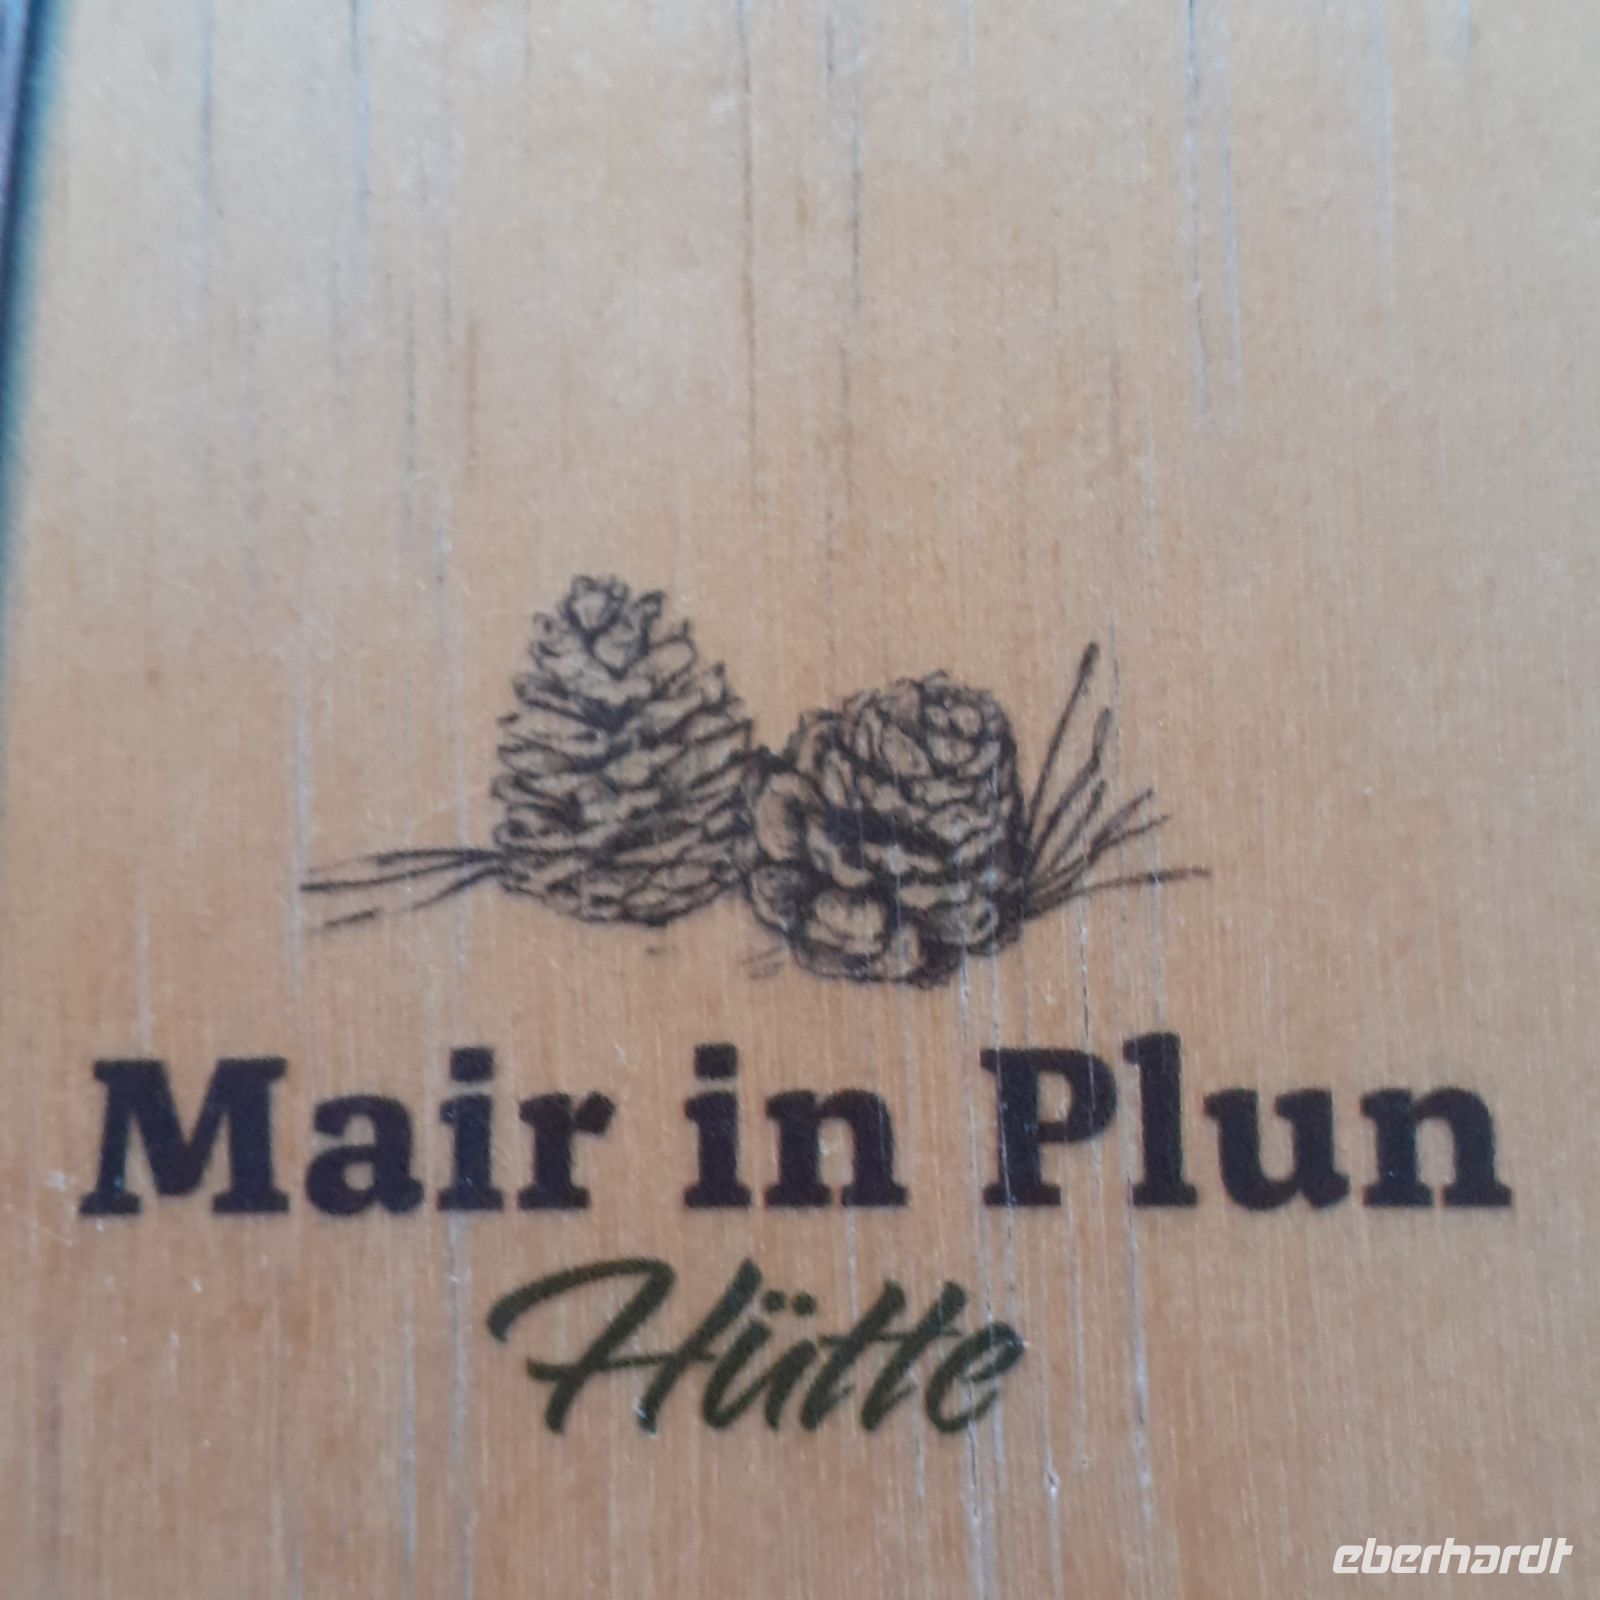 Mair in Plun
Hütte
eberhardt